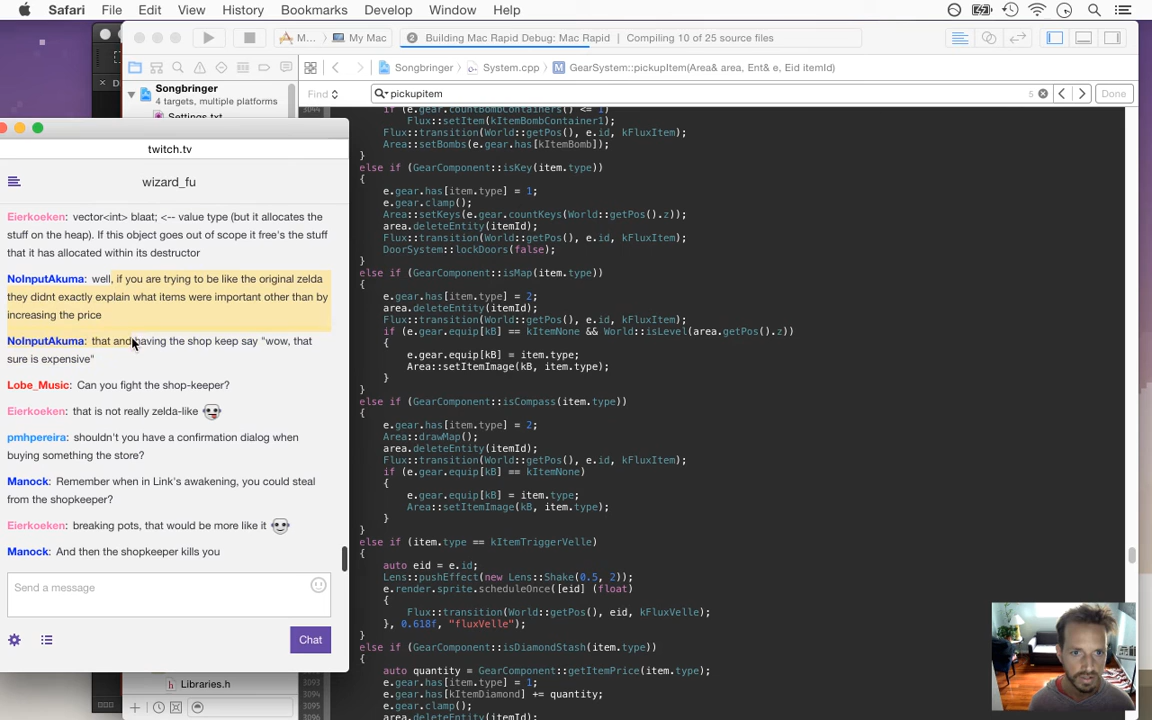 Safari File Edit View History Bookmarks Develop Window Help
M... My Mac
2 Building Mac Rapid Debug: Mac Rapid Compiling 10 of 25 source files
Songbringer System.cpp M GearSystem::pickupItem(Area& area, Ent& e, Eid itemId)
Songbringer
4 targets, multiple platforms
Settings.txt
Find pickupitem 5 Done
twitch.tv
wizard_fu
Eierkoeken: vector<int> blaat; <-- value type (but it allocates the
stuff on the heap). If this object goes out of scope it free's the stuff
that it has allocated within its destructor
NoInputAkuma: well, if you are trying to be like the original zelda
they didnt exactly explain what items were important other than by
increasing the price
NoInputAkuma: that and having the shop keep say "wow, that
sure is expensive"
Lobe_Music: Can you fight the shop-keeper?
Eierkoeken: that is not really zelda-like
pmhpereira: shouldn't you have a confirmation dialog when
buying something the store?
Manock: Remember when in Link's awakening, you could steal
from the shopkeeper?
Eierkoeken: breaking pots, that would be more like it
Manock: And then the shopkeeper kills you
Send a message
Chat
Libraries.h
3044
if (e.gear.countBombContainers() <= 1)
Flux::setItem(kItemBombContainer1);
Flux::transition(World::getPos(), e.id, kFluxItem);
Area::setBombs(e.gear.has[kItemBomb]);
}
else if (GearComponent::isKey(item.type))
{
e.gear.has[item.type] = 1;
e.gear.clamp();
Area::setKeys(e.gear.countKeys(World::getPos().z));
area.deleteEntity(itemId);
Flux::transition(World::getPos(), e.id, kFluxItem);
DoorSystem::lockDoors(false);
}
else if (GearComponent::isMap(item.type))
{
e.gear.has[item.type] = 2;
area.deleteEntity(itemId);
Flux::transition(World::getPos(), e.id, kFluxItem);
if (e.gear.equip[kB] == kItemNone && World::isLevel(area.getPos().z))
{
e.gear.equip[kB] = item.type;
Area::setItemImage(kB, item.type);
}
}
else if (GearComponent::isCompass(item.type))
{
e.gear.has[item.type] = 2;
Area::drawMap();
area.deleteEntity(itemId);
Flux::transition(World::getPos(), e.id, kFluxItem);
if (e.gear.equip[kB] == kItemNone)
{
e.gear.equip[kB] = item.type;
Area::setItemImage(kB, item.type);
}
}
else if (item.type == kItemTriggerVelle)
{
auto eid = e.id;
Lens::pushEffect(new Lens::Shake(0.5, 2));
e.render.sprite.scheduleOnce([eid] (float)
{
Flux::transition(World::getPos(), eid, kFluxVelle);
}, 0.618f, "fluxVelle");
}
else if (GearComponent::isDiamondStash(item.type))
{
auto quantity = GearComponent::getItemPrice(item.type);
3093 e.gear.has[item.type] = 1;
3094 e.gear.has[kItemDiamond] += quantity;
3095 e.gear.clamp();
3096 area.deleteEntity(itemId);